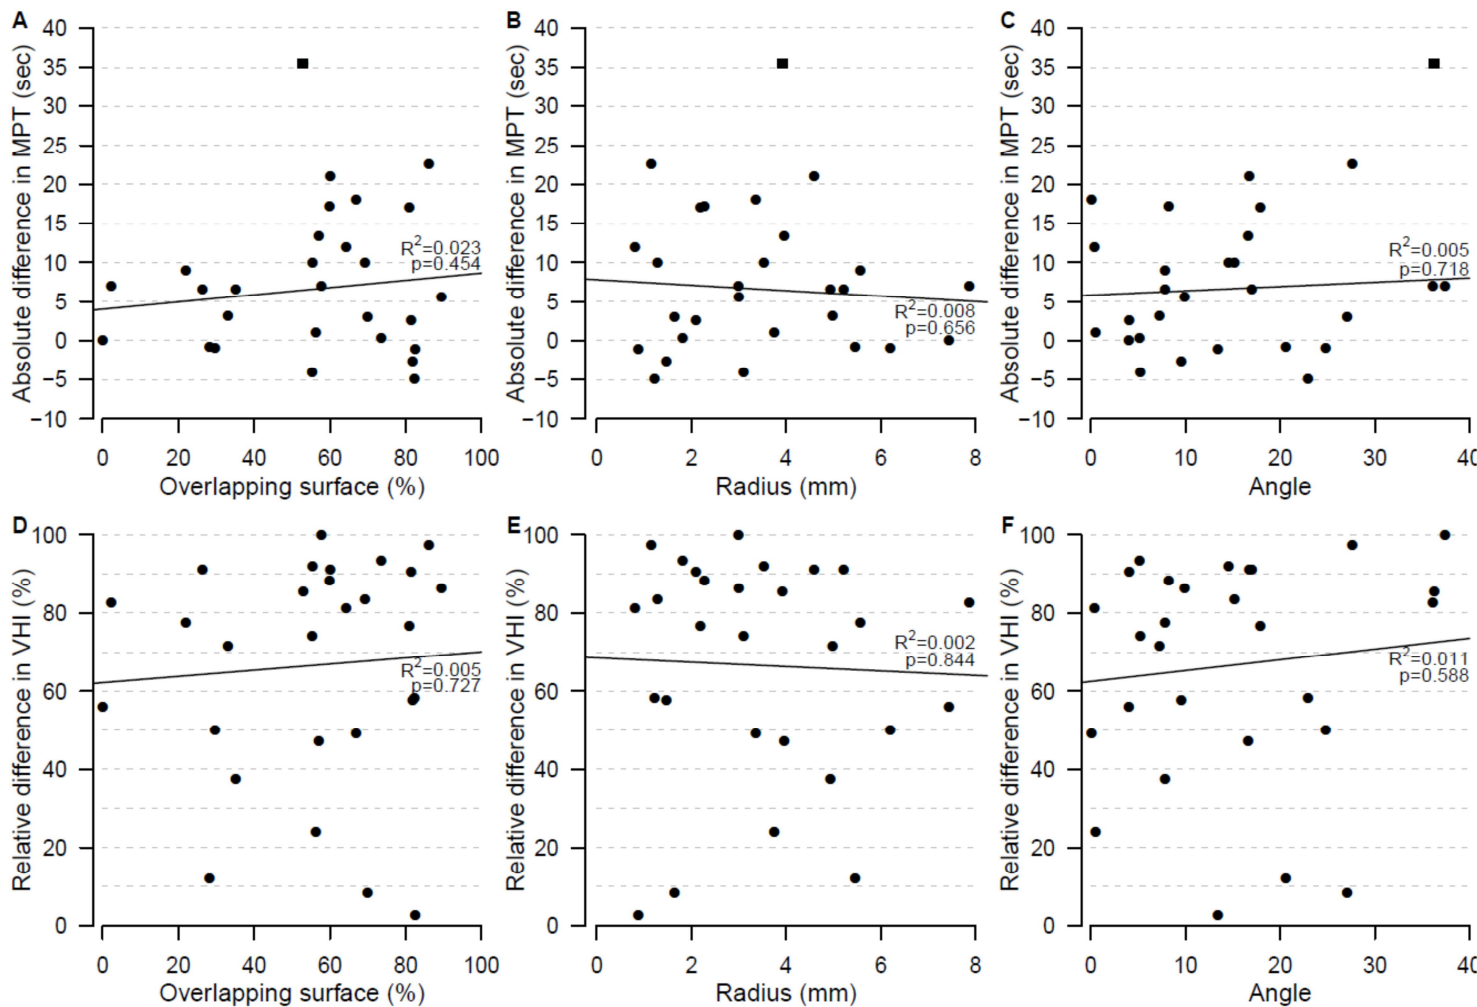 A
Absolute difference in MPT (sec)
40
35
30
25
20
15
10
5
0
−5
−10
R2=0.023
p=0.454
0 20 40 60 80 100
Overlapping surface (%)
B
Absolute difference in MPT (sec)
40
35
30
25
20
15
10
5
0
−5
−10
R2=0.008
p=0.656
0 2 4 6 8
Radius (mm)
C
Absolute difference in MPT (sec)
40
35
30
25
20
15
10
5
0
−5
−10
R2=0.005
p=0.718
0 10 20 30 40
Angle
D
Relative difference in VHI (%)
100
80
60
40
20
0
R2=0.005
p=0.727
0 20 40 60 80 100
Overlapping surface (%)
E
Relative difference in VHI (%)
100
80
60
40
20
0
R2=0.002
p=0.844
0 2 4 6 8
Radius (mm)
F
Relative difference in VHI (%)
100
80
60
40
20
0
R2=0.011
p=0.588
0 10 20 30 40
Angle